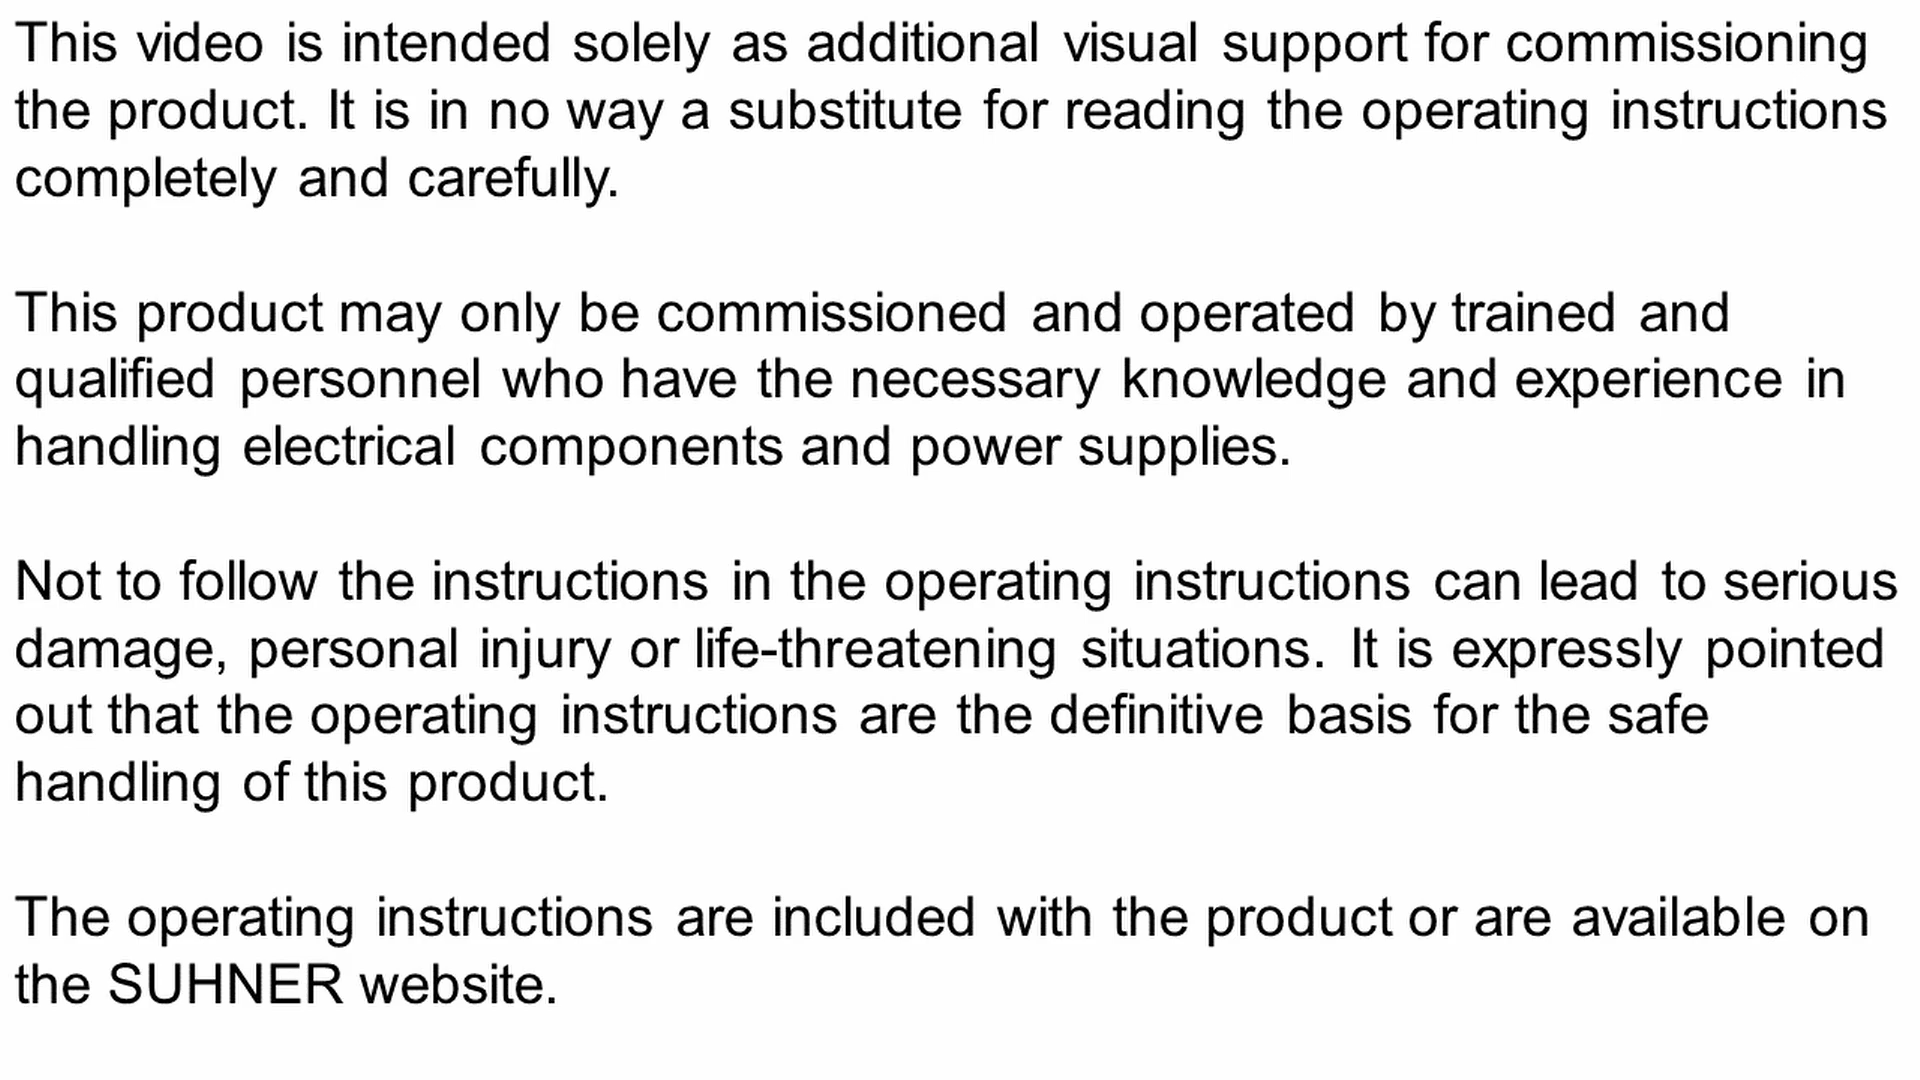 This video is intended solely as additional visual support for commissioning
the product. It is in no way a substitute for reading the operating instructions
completely and carefully.
This product may only be commissioned and operated by trained and
qualified personnel who have the necessary knowledge and experience in
handling electrical components and power supplies.
Not to follow the instructions in the operating instructions can lead to serious
damage, personal injury or life-threatening situations. It is expressly pointed
out that the operating instructions are the definitive basis for the safe
handling of this product.
The operating instructions are included with the product or are available on
the SUHNER website.